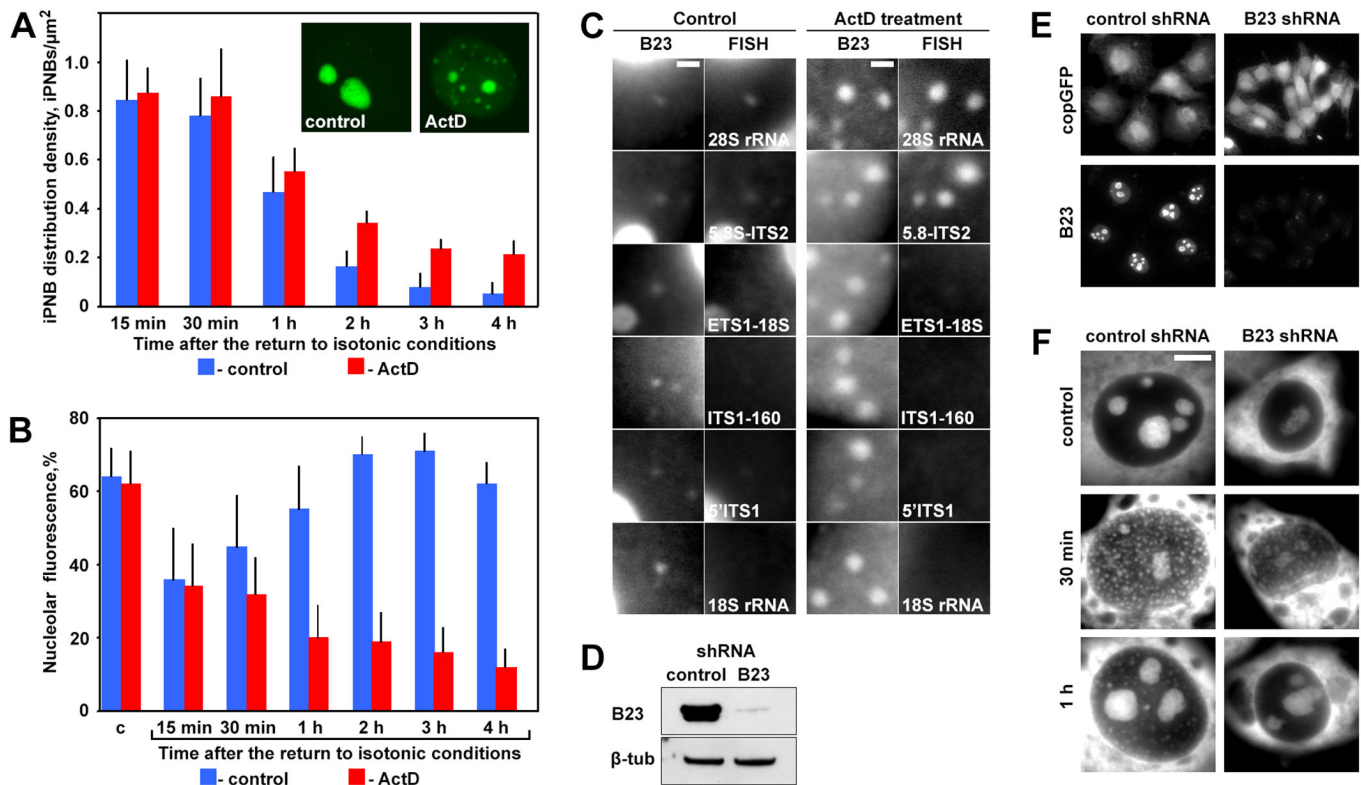 A
iPNB distribution density, iPNBs/μm²
1.0
0.8
0.6
0.4
0.2
0
control
ActD
15 min 30 min 1 h 2 h 3 h 4 h
Time after the return to isotonic conditions
- control - ActD
B
Nucleolar fluorescence,%
80
60
40
20
0
c 15 min 30 min 1 h 2 h 3 h 4 h
Time after the return to isotonic conditions
- control - ActD
C
Control ActD treatment
B23 FISH B23 FISH
28S rRNA 28S rRNA
5.8S-ITS2 5.8-ITS2
ETS1-18S ETS1-18S
ITS1-160 ITS1-160
5'ITS1 5'ITS1
18S rRNA 18S rRNA
D
shRNA
control B23
B23
β-tub
E
control shRNA B23 shRNA
copGFP
B23
F
control shRNA B23 shRNA
control
30 min
1 h